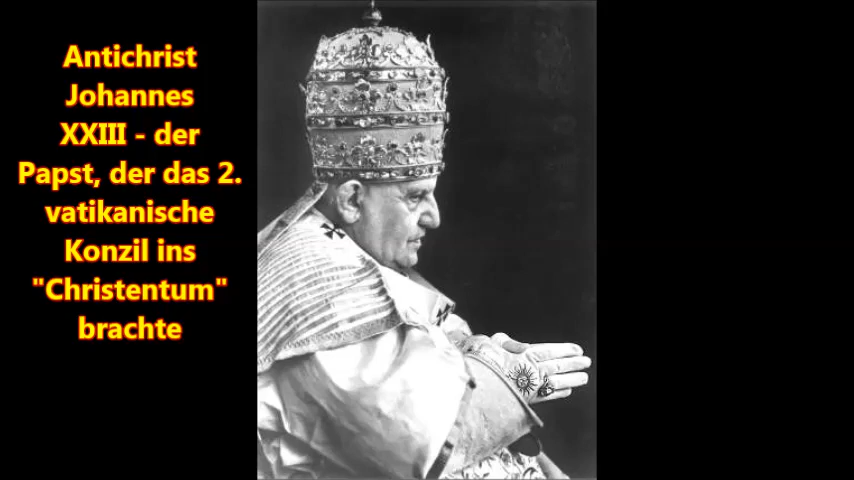 Antichrist
Johannes
XXIII - der
Papst, der das 2.
vatikanische
Konzil ins
"Christentum"
brachte